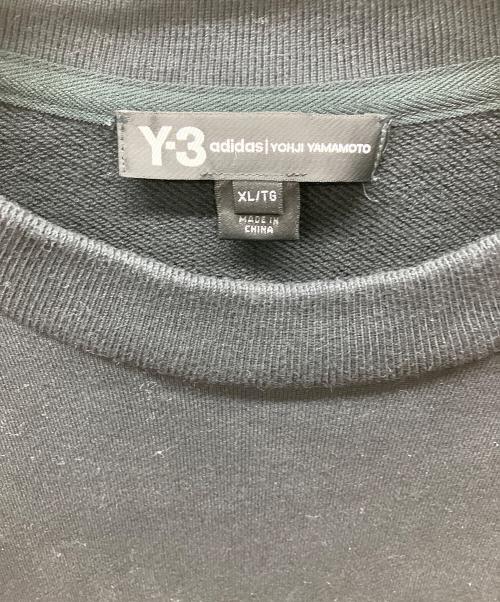 Y-3 adidas | YOHJI YAMAMOTO
XL/TG
MADE IN
CHINA